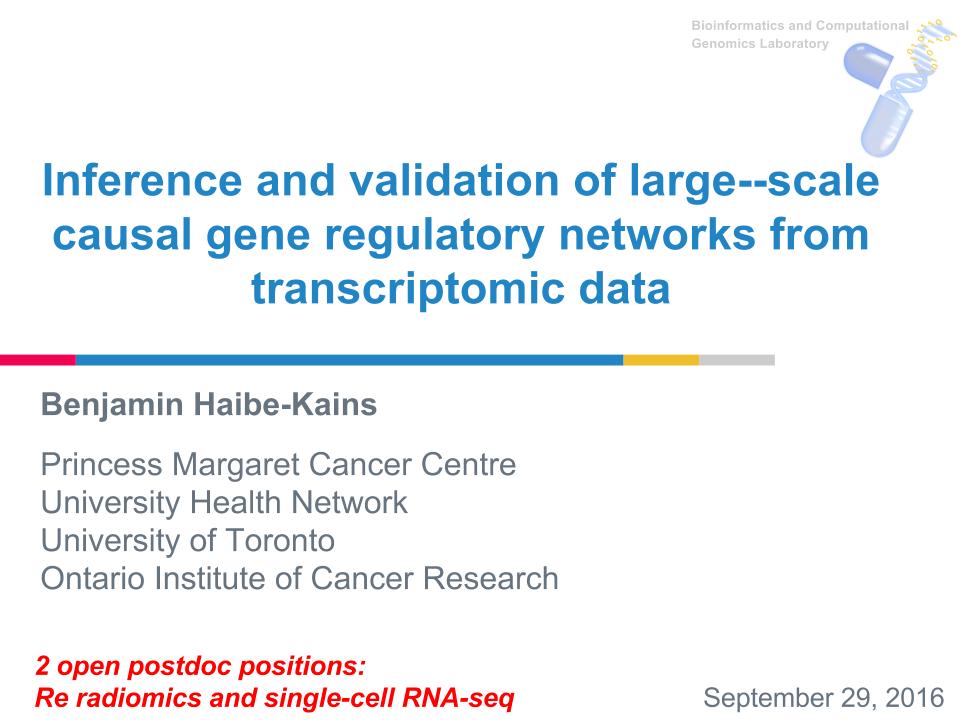 Bioinformatics and Computational
Genomics Laboratory
Inference and validation of large--scale
causal gene regulatory networks from
transcriptomic data
Benjamin Haibe-Kains
Princess Margaret Cancer Centre
University Health Network
University of Toronto
Ontario Institute of Cancer Research
2 open postdoc positions:
Re radiomics and single-cell RNA-seq
September 29, 2016